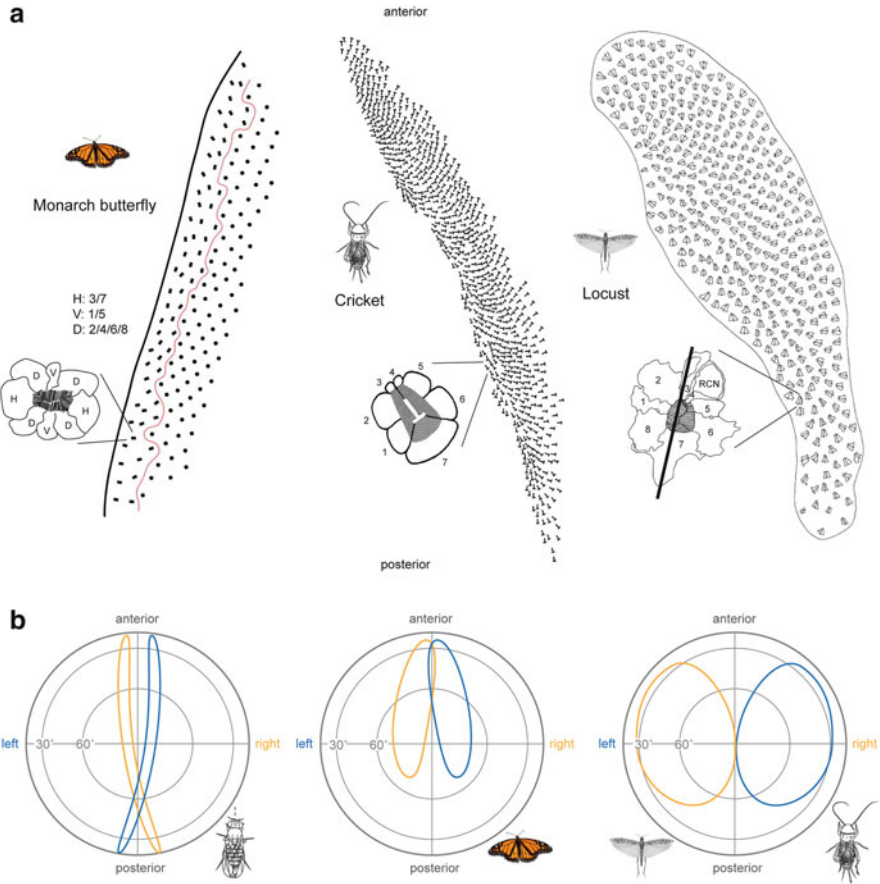 a
anterior
Monarch butterfly
H: 3/7
V: 1/5
D: 2/4/6/8
D
V
D
H
H
D
V
D
Cricket
4
5
3
2
6
1
7
Locust
2
3
RCN
1
5
8
7
6
posterior
b
anterior
left
30°
60°
right
posterior
anterior
left
30°
60°
right
posterior
anterior
left
30°
60°
right
posterior